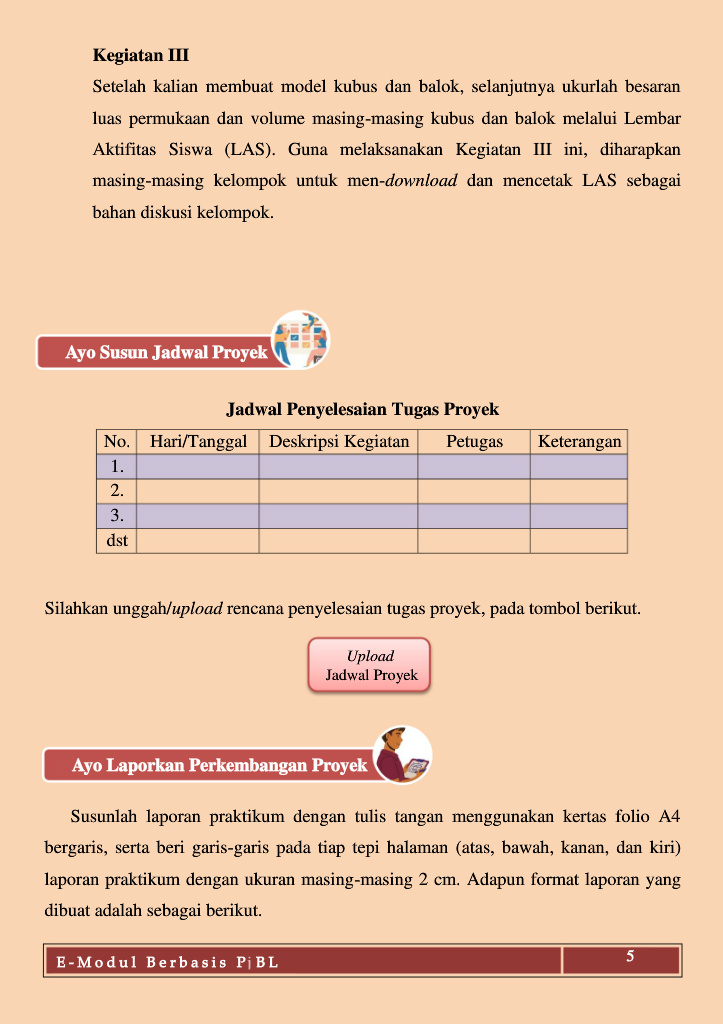 Kegiatan III
Setelah kalian membuat model kubus dan balok, selanjutnya ukurlah besaran
luas permukaan dan volume masing-masing kubus dan balok melalui Lembar
Aktifitas Siswa (LAS). Guna melaksanakan Kegiatan III ini, diharapkan
masing-masing kelompok untuk men-download dan mencetak LAS sebagai
bahan diskusi kelompok.
Ayo Susun Jadwal Proyek
Jadwal Penyelesaian Tugas Proyek
No. Hari/Tanggal Deskripsi Kegiatan Petugas Keterangan
1.
2.
3.
dst
Silahkan unggah/upload rencana penyelesaian tugas proyek, pada tombol berikut.
Upload
Jadwal Proyek
Ayo Laporkan Perkembangan Proyek
Susunlah laporan praktikum dengan tulis tangan menggunakan kertas folio A4
bergaris, serta beri garis-garis pada tiap tepi halaman (atas, bawah, kanan, dan kiri)
laporan praktikum dengan ukuran masing-masing 2 cm. Adapun format laporan yang
dibuat adalah sebagai berikut.
E-Modul Berbasis PjBL 5